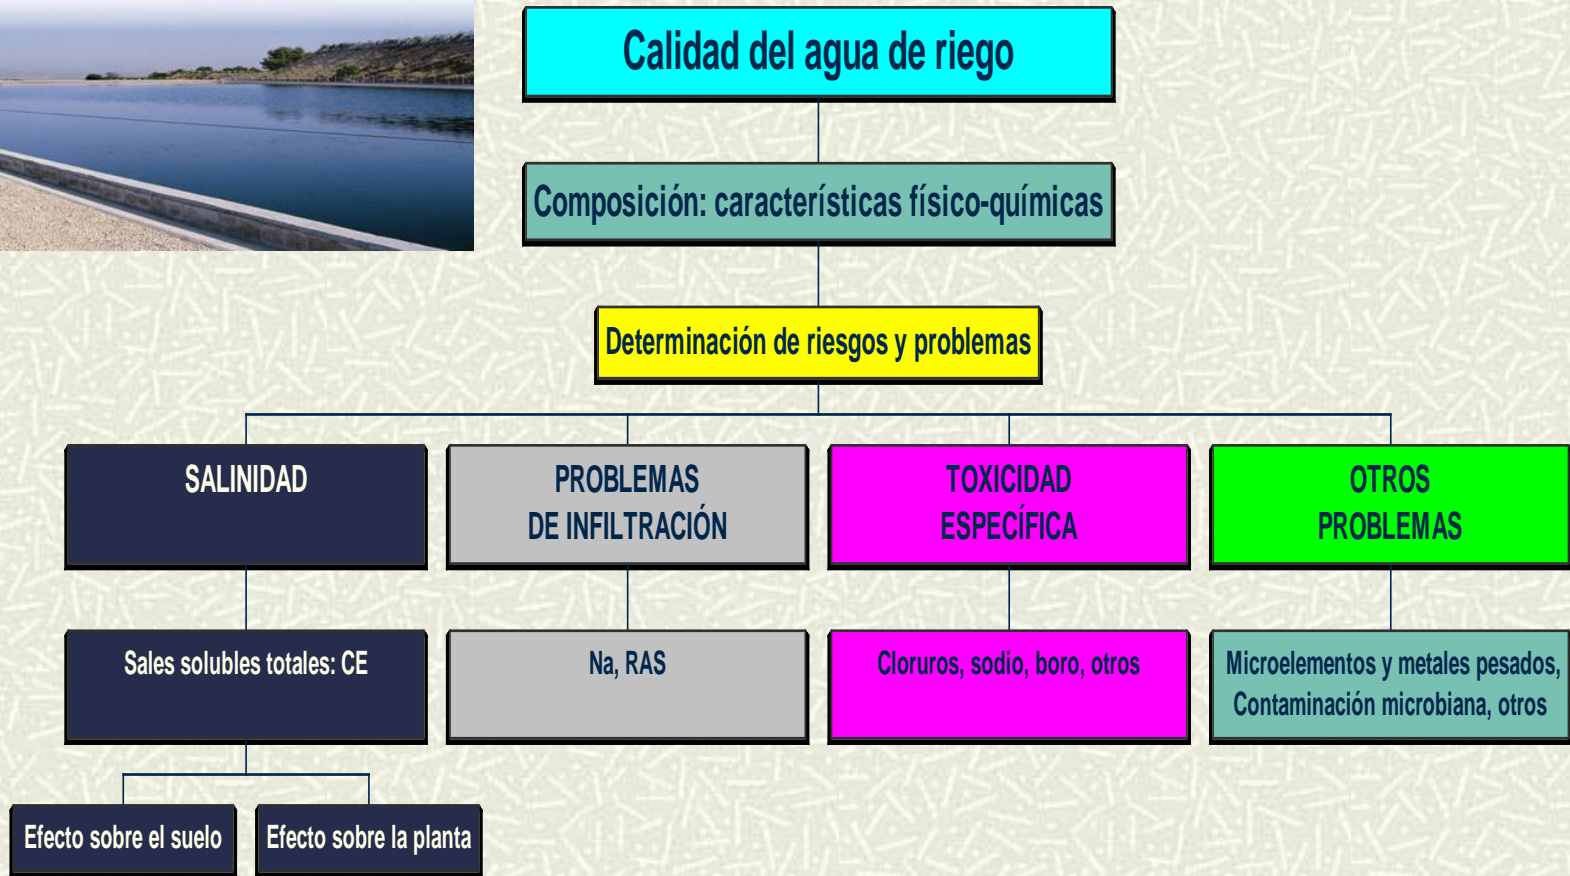 Calidad del agua de riego
Composición: características físico-químicas
Determinación de riesgos y problemas
SALINIDAD
PROBLEMAS
DE INFILTRACIÓN
TOXICIDAD
ESPECÍFICA
OTROS
PROBLEMAS
Sales solubles totales: CE
Na, RAS
Cloruros, sodio, boro, otros
Microelementos y metales pesados,
Contaminación microbiana, otros
Efecto sobre el suelo
Efecto sobre la planta